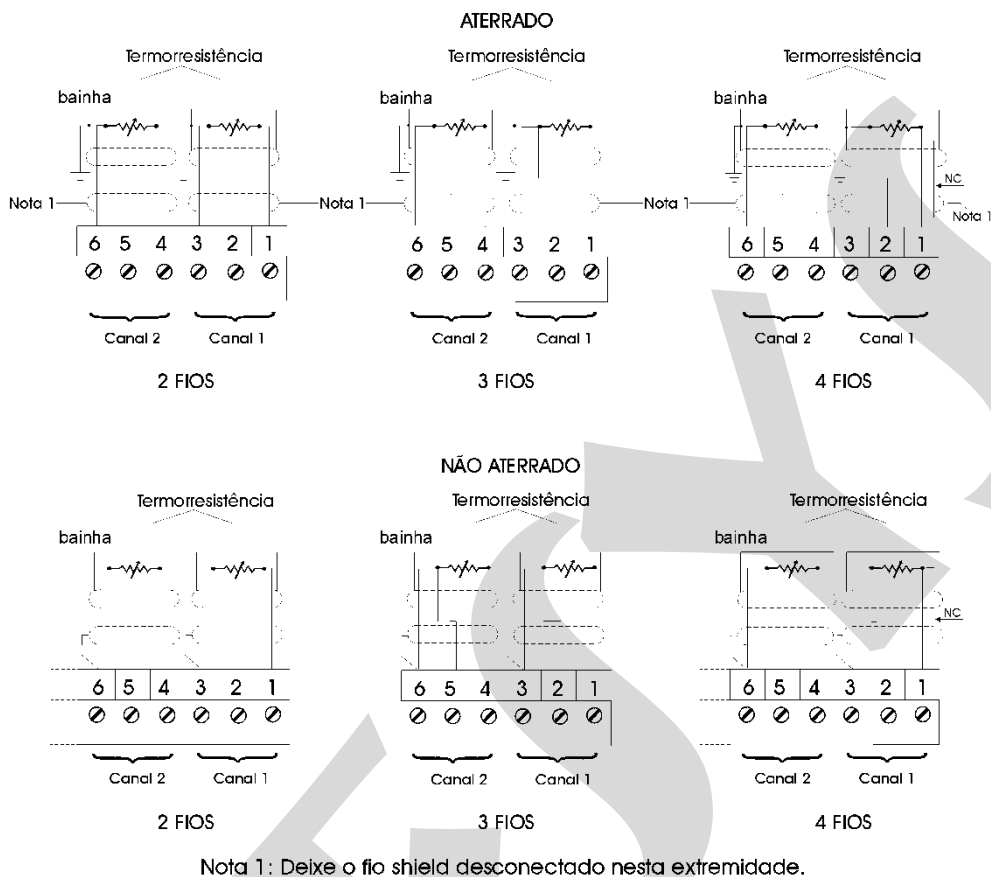 ATERRADO
Termorresistência Termorresistência Termorresistência
bainha bainha bainha
NC
Nota 1 Nota 1 Nota 1 Nota 1
6 5 4 3 2 1 6 5 4 3 2 1 6 5 4 3 2 1
Canal 2 Canal 1 Canal 2 Canal 1 Canal 2 Canal 1
2 FIOS 3 FIOS 4 FIOS
NÃO ATERRADO
Termorresistência Termorresistência Termorresistência
bainha bainha bainha
NC
6 5 4 3 2 1 6 5 4 3 2 1 6 5 4 3 2 1
Canal 2 Canal 1 Canal 2 Canal 1 Canal 2 Canal 1
2 FIOS 3 FIOS 4 FIOS
Nota 1: Deixe o fio shield desconectado nesta extremidade.